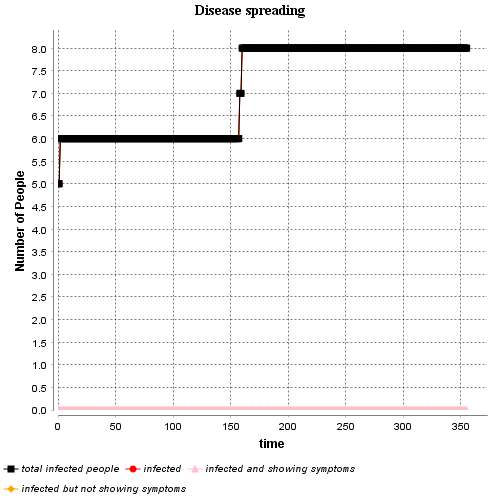 Disease spreading
Number of People
8.0
7.5
7.0
6.5
6.0
5.5
5.0
4.5
4.0
3.5
3.0
2.5
2.0
1.5
1.0
0.5
0.0
0 50 100 150 200 250 300 350
time
total infected people infected infected and showing symptoms
infected but not showing symptoms